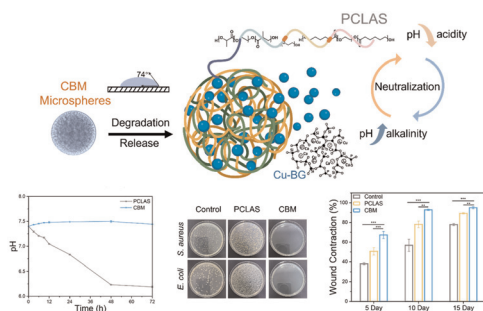 PCLAS
pH acidity
74°
CBM
Microspheres
Degradation
Release
Neutralization
pH alkalinity
Cu-BG
PCLAS
CBM
pH
8.0
7.5
7.0
6.5
6.0
0 12 24 36 48 60 72
Time (h)
Control PCLAS CBM
S. aureus
E. coli
Wound Contraction (%)
100
80
60
40
20
0
Control
PCLAS
CBM
5 Day 10 Day 15 Day